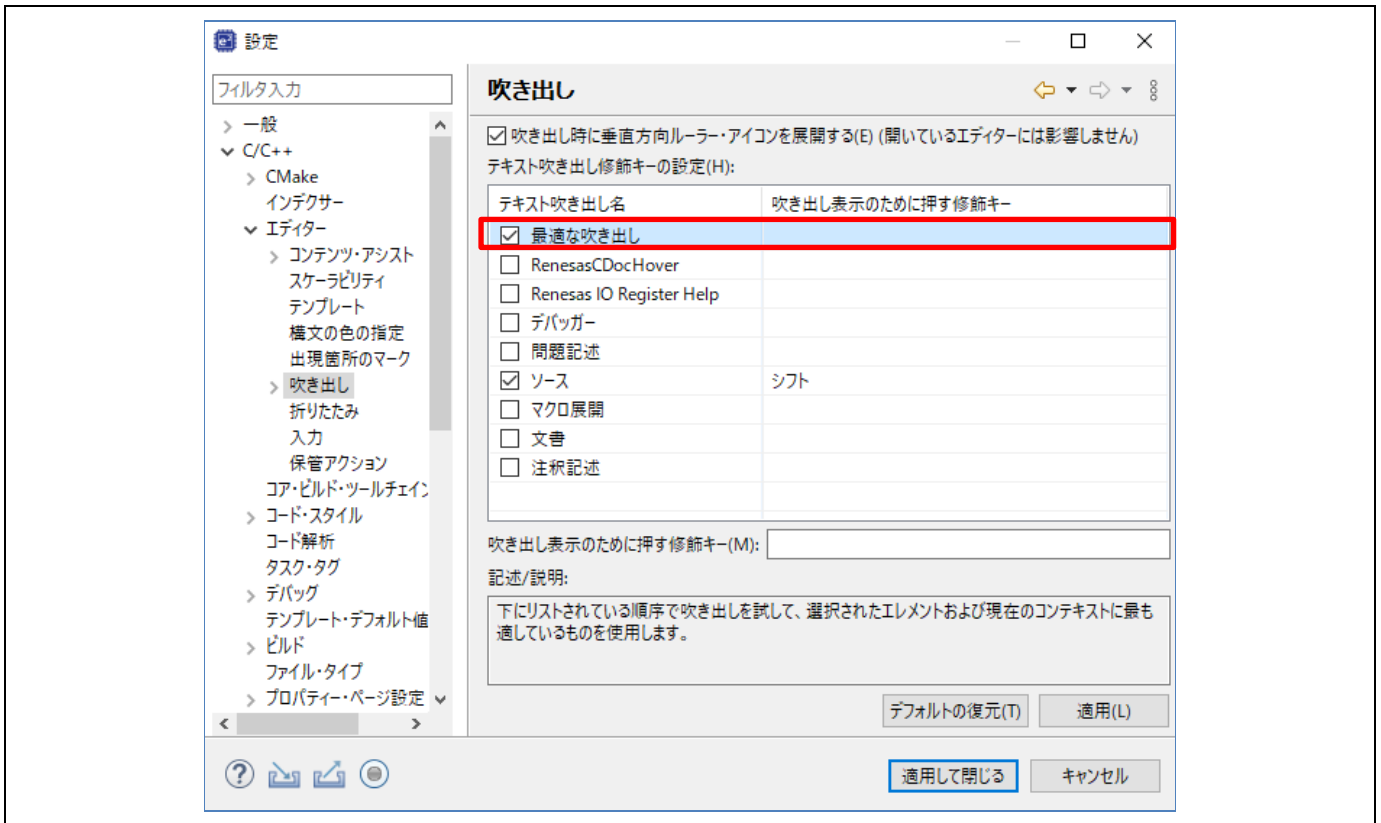 設定
フィルタ入力
一般
C/C++
CMake
インデクサー
エディター
コンテンツ・アシスト
スケーラビリティ
テンプレート
構文の色の指定
出現箇所のマーク
吹き出し
折りたたみ
入力
保管アクション
コア・ビルド・ツールチェイン
コード・スタイル
コード解析
タスク・タグ
デバッグ
テンプレート・デフォルト値
ビルド
ファイル・タイプ
プロパティー・ページ設定
吹き出し
吹き出し時に垂直方向ルーラー・アイコンを展開する(E) (開いているエディターには影響しません)
テキスト吹き出し修飾キーの設定(H):
テキスト吹き出し名 吹き出し表示のために押す修飾キー
最適な吹き出し
RenesasCDocHover
Renesas IO Register Help
デバッガー
問題記述
ソース シフト
マクロ展開
文書
注釈記述
吹き出し表示のために押す修飾キー(M):
記述/説明:
下にリストされている順序で吹き出しを試して、選択されたエレメントおよび現在のコンテキストに最も
適しているものを使用します。
デフォルトの復元(T) 適用(L)
適用して閉じる キャンセル